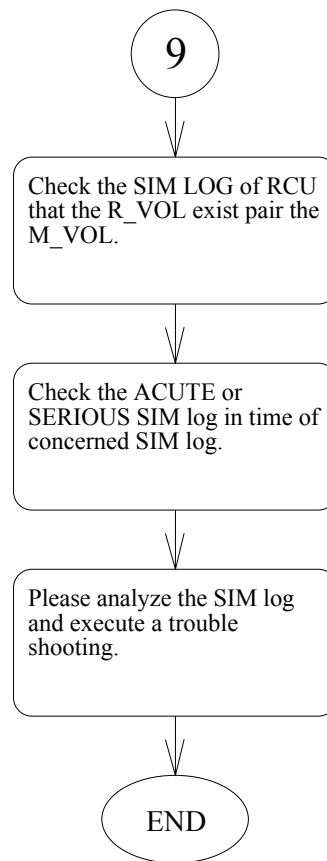 9
Check the SIM LOG of RCU
that the R_VOL exist pair the
M_VOL.
Check the ACUTE or
SERIOUS SIM log in time of
concerned SIM log.
Please analyze the SIM log
and execute a trouble
shooting.
END